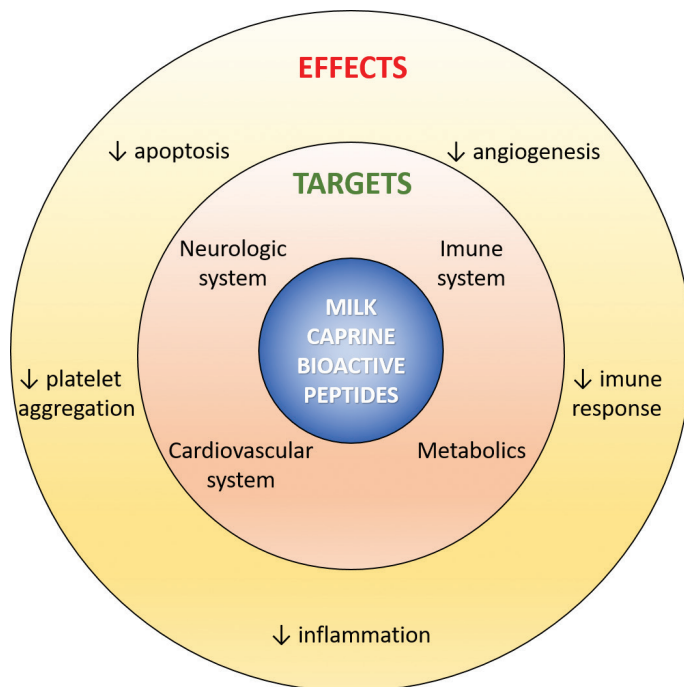 EFFECTS
↓ apoptosis
↓ angiogenesis
TARGETS
Neurologic
system
Imune
system
MILK
CAPRINE
BIOACTIVE
PEPTIDES
↓ platelet
aggregation
↓ imune
response
Cardiovascular
system
Metabolics
↓ inflammation